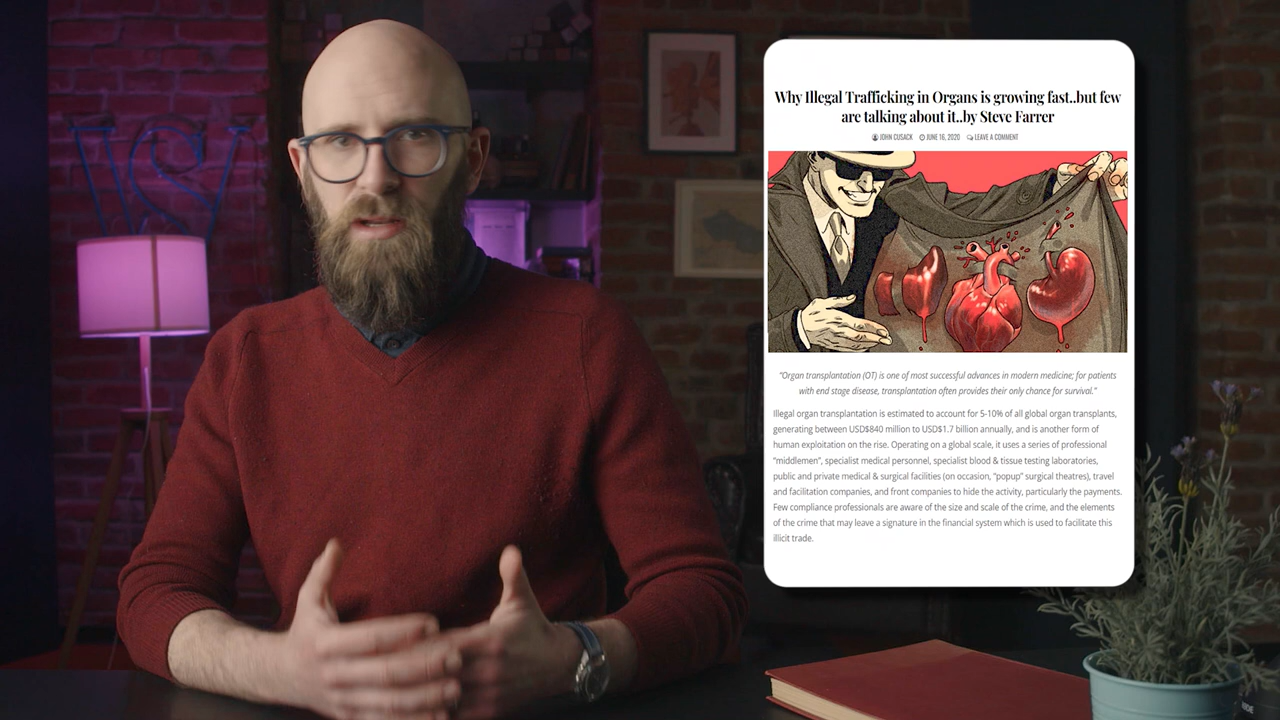 Why Illegal Trafficking in Organs is growing fast..but few
are talking about it..by Steve Farrer
JOHN CUSACK JUNE 16, 2020 LEAVE A COMMENT
"Organ transplantation (OT) is one of most successful advances in modern medicine; for patients
with end stage disease, transplantation often provides their only chance for survival."
Illegal organ transplantation is estimated to account for 5-10% of all global organ transplants,
generating between USD$840 million to USD$1.7 billion annually, and is another form of
human exploitation on the rise. Operating on a global scale, it uses a series of professional
"middlemen", specialist medical personnel, specialist blood & tissue testing laboratories,
public and private medical & surgical facilities (on occasion, "popup" surgical theatres), travel
and facilitation companies, and front companies to hide the activity, particularly the payments.
Few compliance professionals are aware of the size and scale of the crime, and the elements
of the crime that may leave a signature in the financial system which is used to facilitate this
illicit trade.